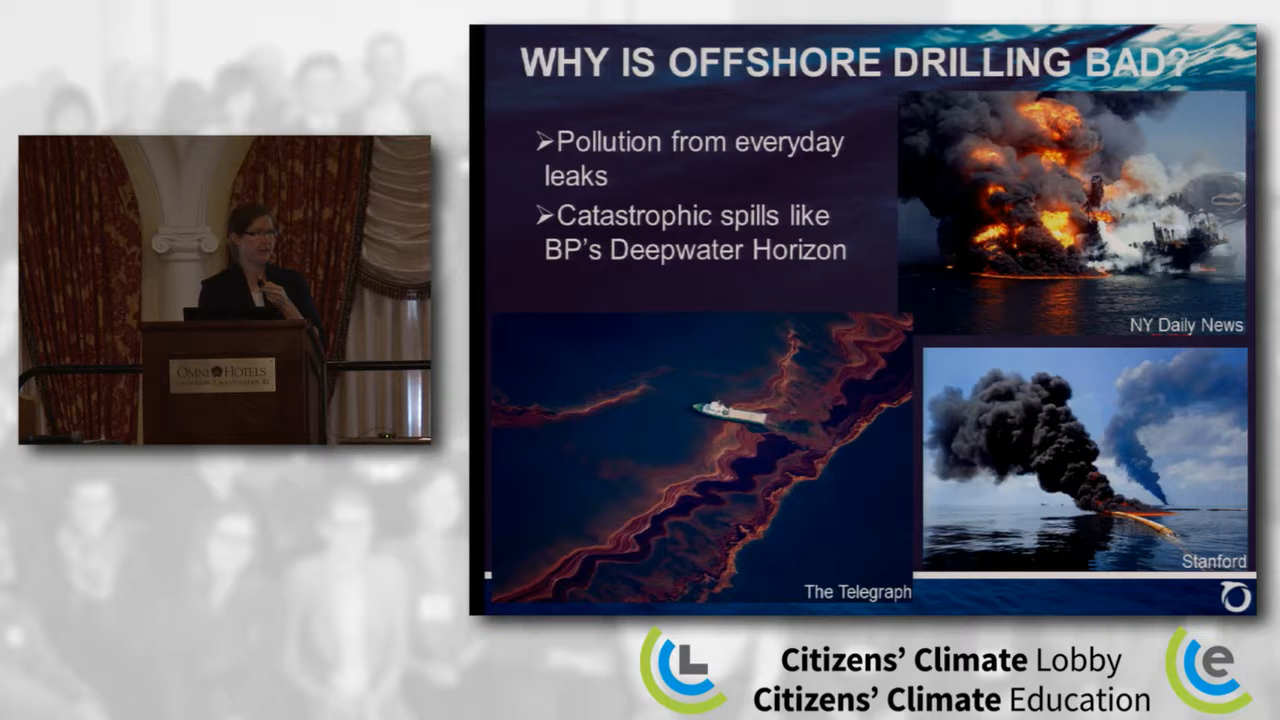 WHY IS OFFSHORE DRILLING BAD?
➢Pollution from everyday
leaks
➢Catastrophic spills like
BP's Deepwater Horizon
NY Daily News
Stanford
The Telegraph
OMNI HOTELS
L
Citizens' Climate Lobby
Citizens' Climate Education
e